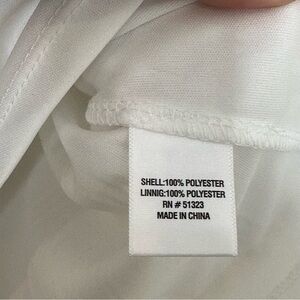 SHELL:100% POLYESTER
LINNIG:100% POLYESTER
RN # 51323
MADE IN CHINA